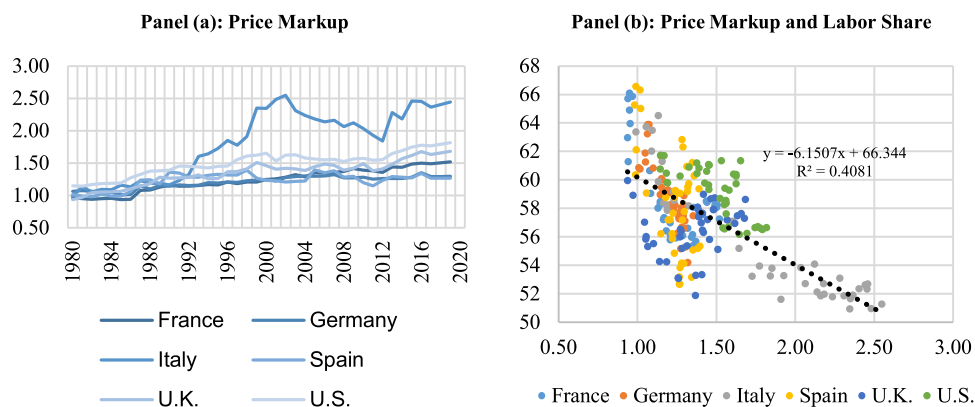 Panel (a): Price Markup
3.00
2.50
2.00
1.50
1.00
0.50
1980
1984
1988
1992
1996
2000
2004
2008
2012
2016
2020
France
Germany
Italy
Spain
U.K.
U.S.
Panel (b): Price Markup and Labor Share
68
66
64
62
60
58
56
54
52
50
y = -6.1507x + 66.344
R² = 0.4081
0.50
1.00
1.50
2.00
2.50
3.00
France
Germany
Italy
Spain
U.K.
U.S.